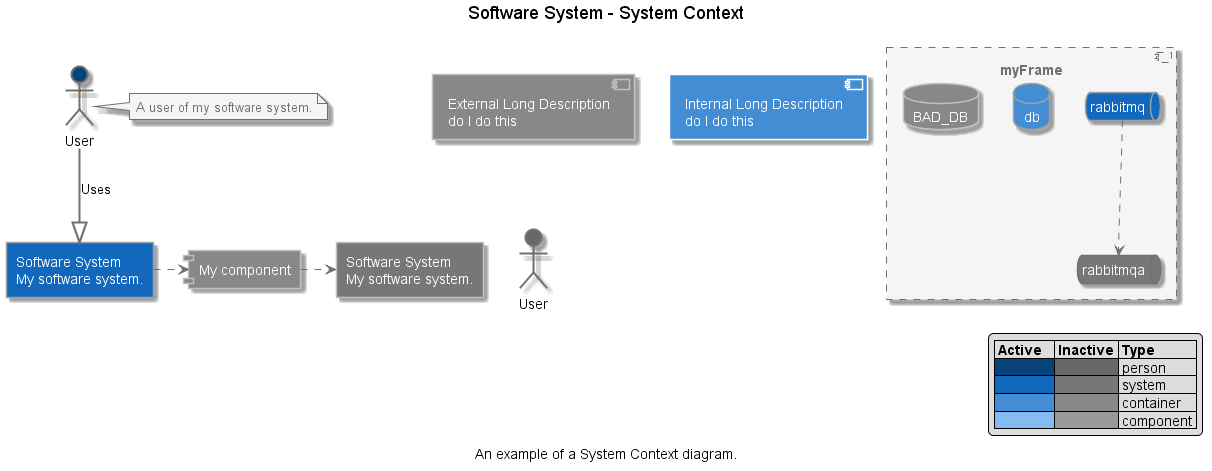 Software System - System Context
myFrame
A user of my software system.
External Long Description
do I do this
Internal Long Description
do I do this
BAD_DB
db
rabbitmq
User
Uses
Software System
My software system.
My component
Software System
My software system.
User
rabbitmqa
Active Inactive Type
person
system
container
component
An example of a System Context diagram.